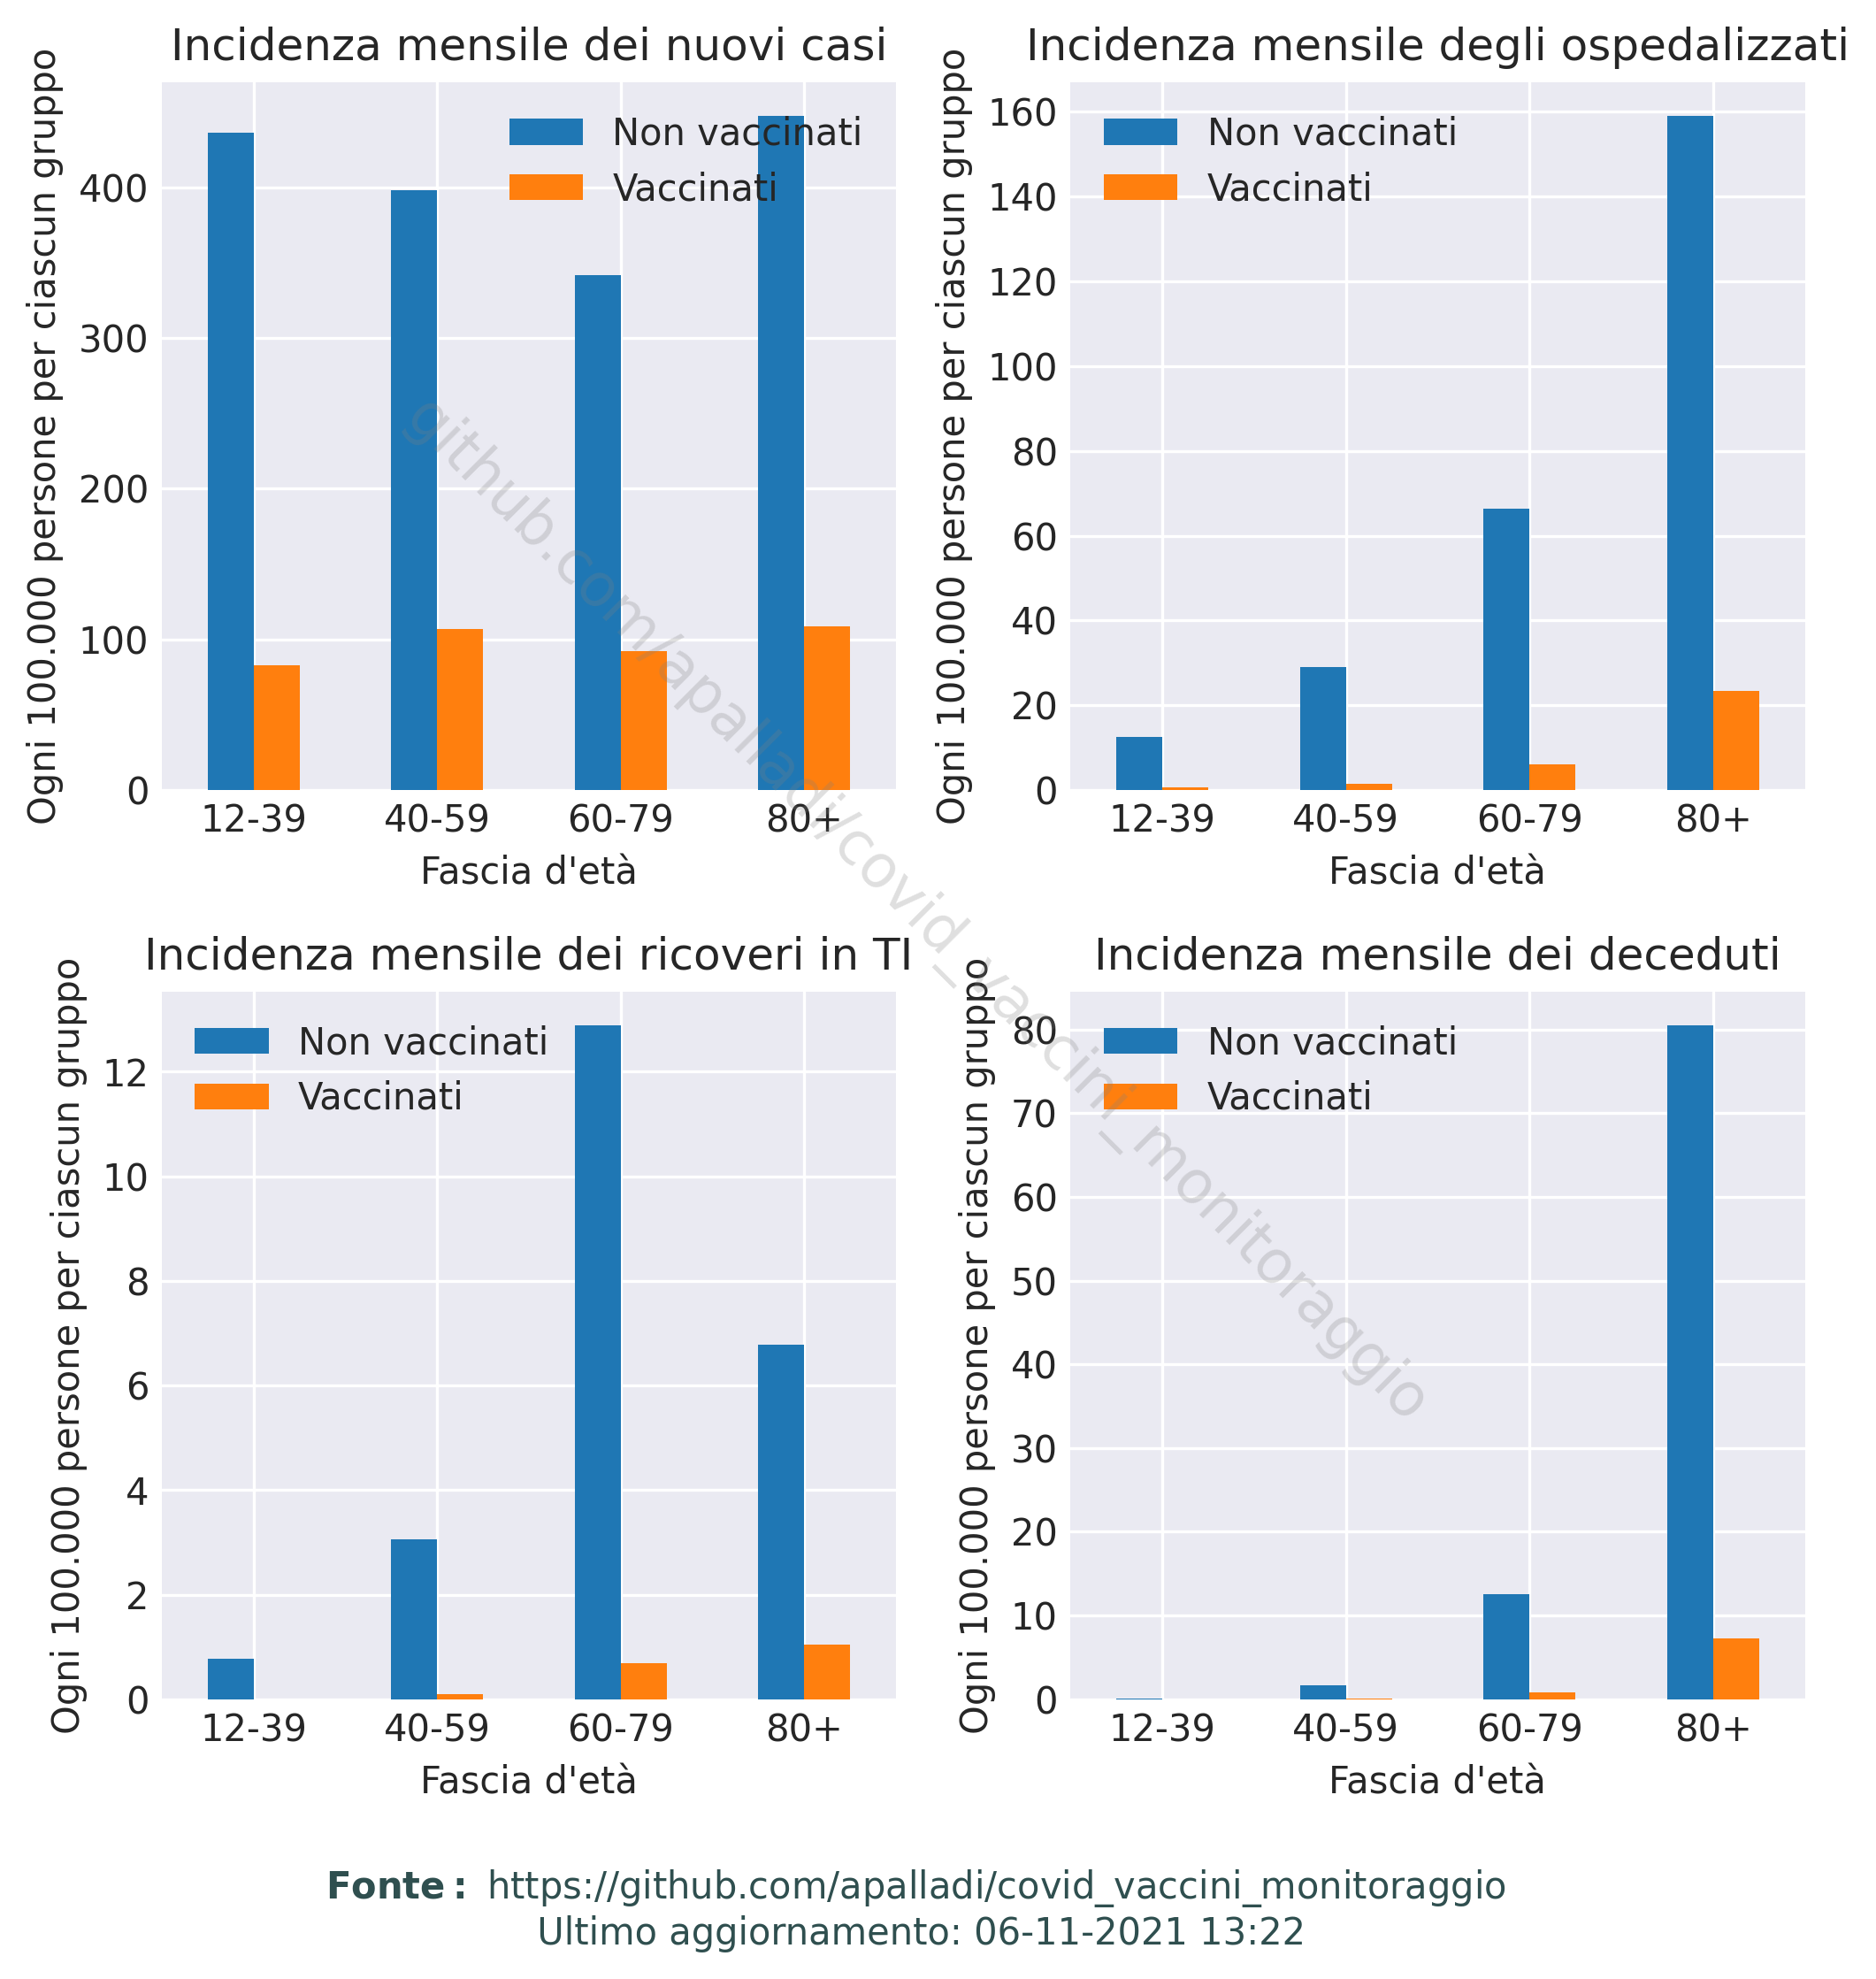 Incidenza mensile dei nuovi casi
Ogni 100.000 persone per ciascun gruppo
400
300
200
100
0
Non vaccinati
Vaccinati
12-39 40-59 60-79 80+
Fascia d'età
Incidenza mensile degli ospedalizzati
Ogni 100.000 persone per ciascun gruppo
160
140
120
100
80
60
40
20
0
Non vaccinati
Vaccinati
12-39 40-59 60-79 80+
Fascia d'età
Incidenza mensile dei ricoveri in TI
Ogni 100.000 persone per ciascun gruppo
12
10
8
6
4
2
0
Non vaccinati
Vaccinati
12-39 40-59 60-79 80+
Fascia d'età
Incidenza mensile dei deceduti
Ogni 100.000 persone per ciascun gruppo
80
70
60
50
40
30
20
10
0
Non vaccinati
Vaccinati
12-39 40-59 60-79 80+
Fascia d'età
github.com/apalladi/covid_vaccini_monitoraggio
Fonte: https://github.com/apalladi/covid_vaccini_monitoraggio
Ultimo aggiornamento: 06-11-2021 13:22